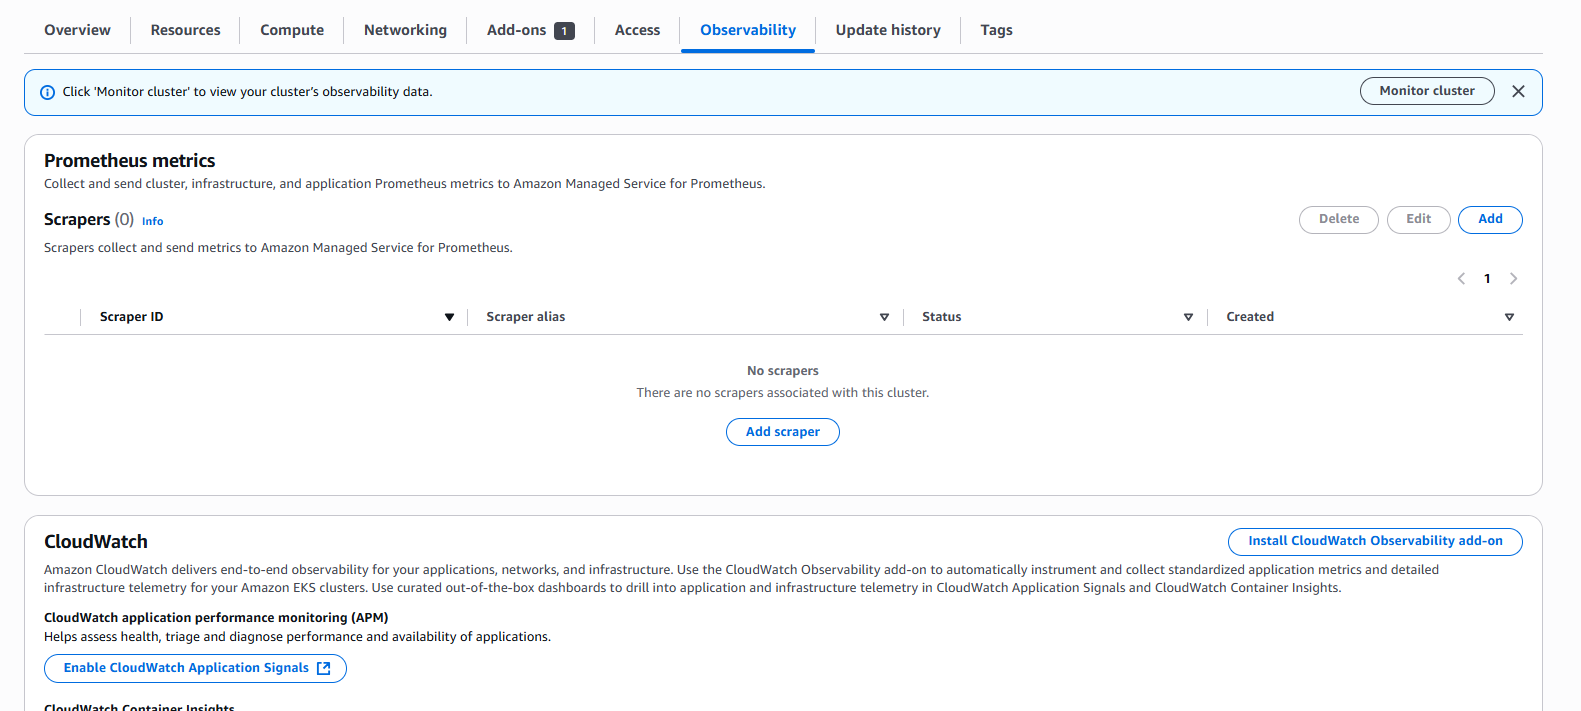 Overview Resources Compute Networking Add-ons 1 Access Observability Update history Tags
Click 'Monitor cluster' to view your cluster's observability data. Monitor cluster
Prometheus metrics
Collect and send cluster, infrastructure, and application Prometheus metrics to Amazon Managed Service for Prometheus.
Scrapers (0) Info Delete Edit Add
Scrapers collect and send metrics to Amazon Managed Service for Prometheus.
1
Scraper ID Scraper alias Status Created
No scrapers
There are no scrapers associated with this cluster.
Add scraper
CloudWatch Install CloudWatch Observability add-on
Amazon CloudWatch delivers end-to-end observability for your applications, networks, and infrastructure. Use the CloudWatch Observability add-on to automatically instrument and collect standardized application metrics and detailed
infrastructure telemetry for your Amazon EKS clusters. Use curated out-of-the-box dashboards to drill into application and infrastructure telemetry in CloudWatch Application Signals and CloudWatch Container Insights.
CloudWatch application performance monitoring (APM)
Helps assess health, triage and diagnose performance and availability of applications.
Enable CloudWatch Application Signals
CloudWatch Container Insights